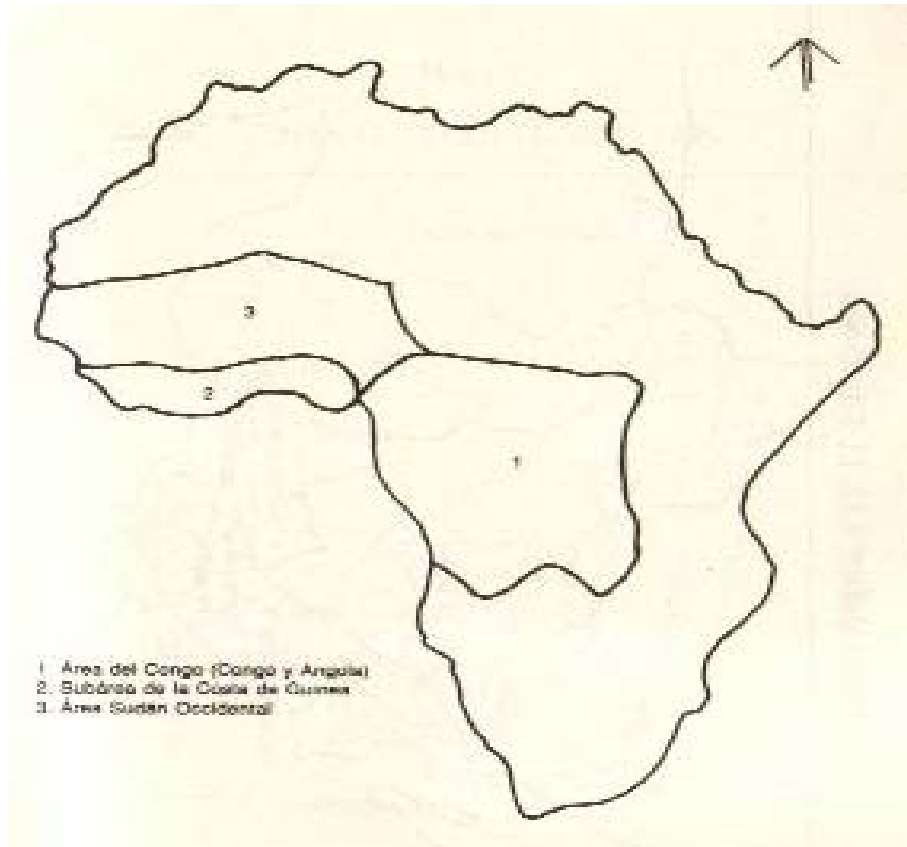 3
2
1
1 Área del Congo (Congo y Angola)
2. Subárea de la Costa de Guinea
3. Área Sudán Occidental